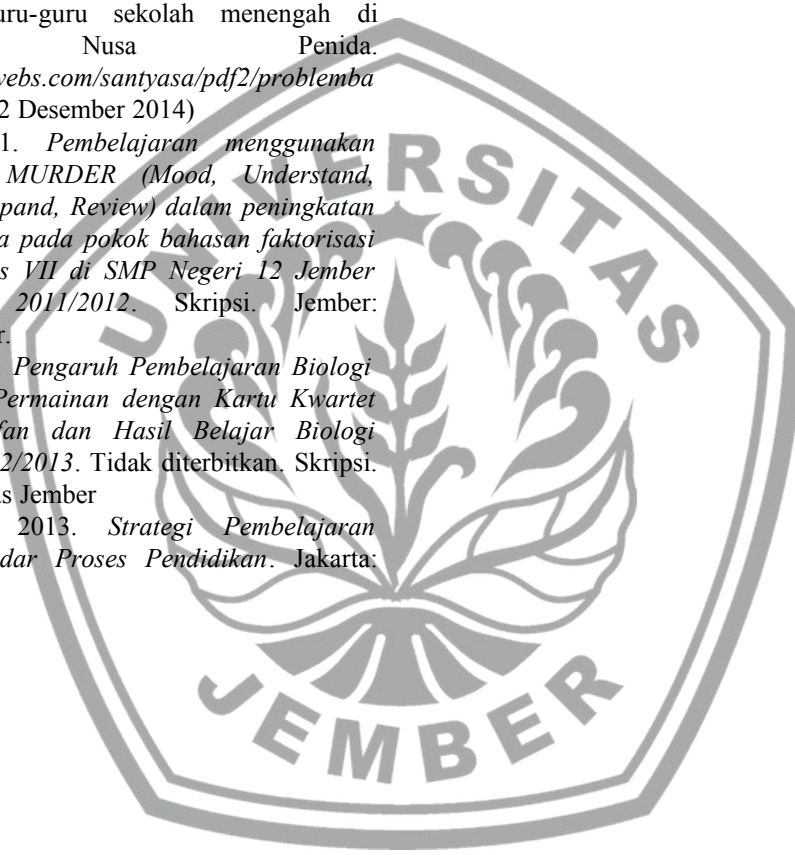 uru-guru sekolah menengah di
Nusa Penida.
webs.com/santyasa/pdf2/problemba
2 Desember 2014)
1. Pembelajaran menggunakan
MURDER (Mood, Understand,
pand, Review) dalam peningkatan
a pada pokok bahasan faktorisasi
s VII di SMP Negeri 12 Jember
2011/2012. Skripsi. Jember:
r.
. Pengaruh Pembelajaran Biologi
Permainan dengan Kartu Kwartet
fan dan Hasil Belajar Biologi
2/2013. Tidak diterbitkan. Skripsi.
as Jember
2013. Strategi Pembelajaran
dar Proses Pendidikan. Jakarta:
UNIVERSITAS
JEMBER